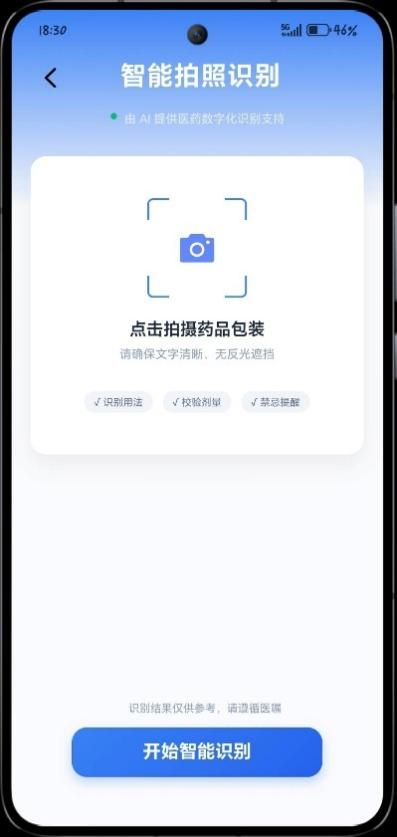 18:30
5G 46%
智能拍照识别
由 AI 提供医药数字化识别支持
点击拍摄药品包装
请确保文字清晰、无反光遮挡
√ 识别用法 √ 校验剂量 √ 禁忌提醒
识别结果仅供参考，请遵循医嘱
开始智能识别